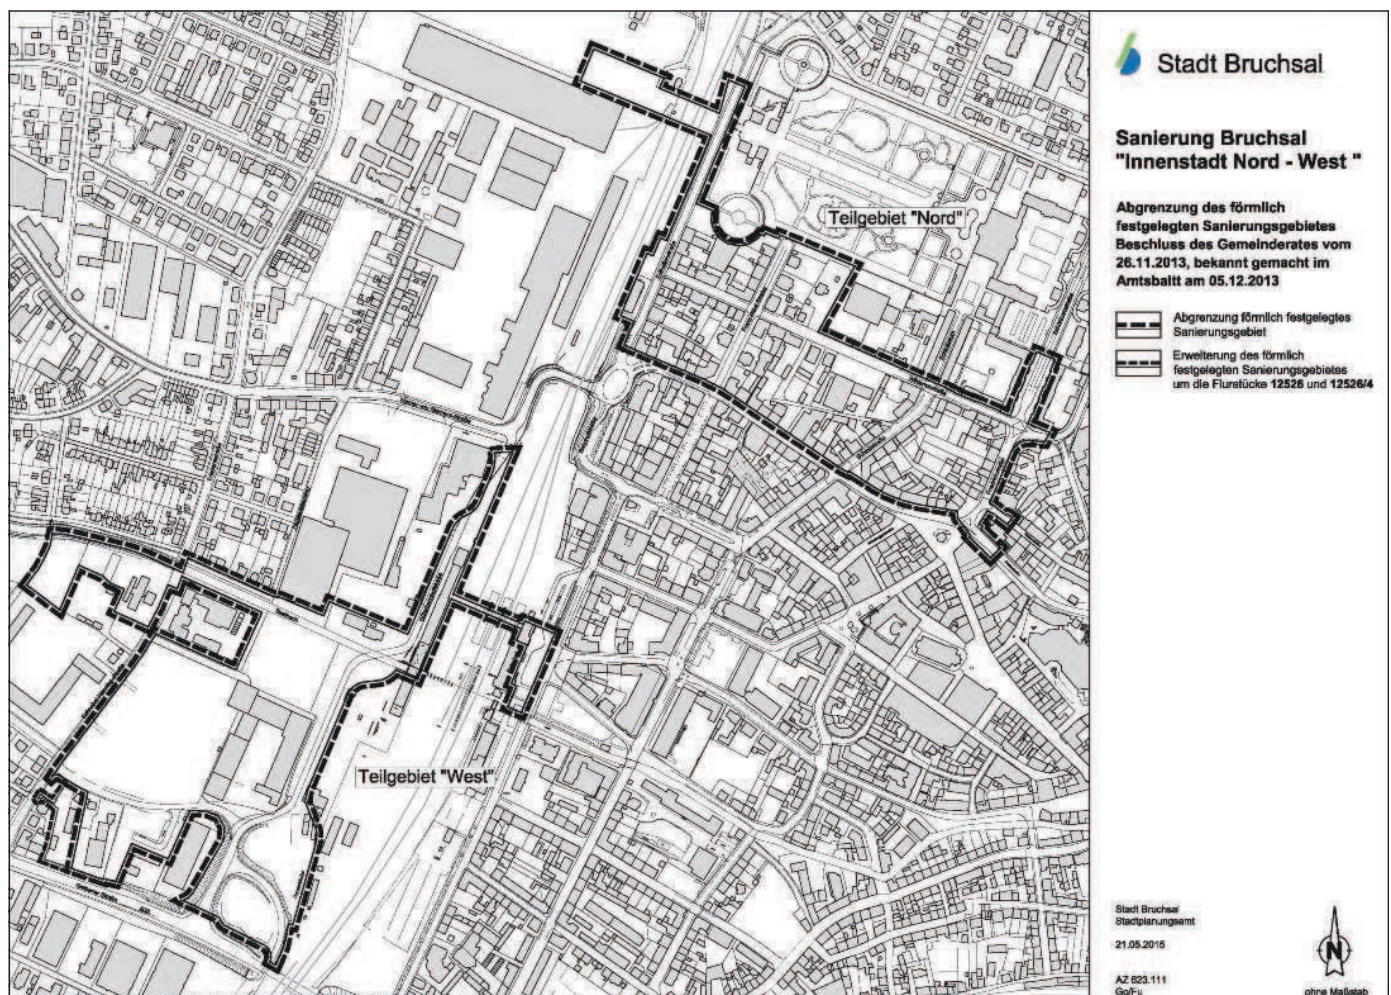 Stadt Bruchsal
Sanierung Bruchsal
"Innenstadt Nord - West "
Abgrenzung des förmlich
festgelegten Sanierungsgebietes
Beschluss des Gemeinderates vom
26.11.2013, bekannt gemacht im
Amtsbaltt am 05.12.2013
Abgrenzung förmlich festgelegtes
Sanierungsgebiet
Erweiterung des förmlich
festgelegten Sanierungsgebietes
um die Flurstücke 12526 und 12526/4
Teilgebiet "Nord"
Teilgebiet "West"
Stadt Bruchsal
Stadtplanungsamt
21.05.2015
AZ 623.111
Go/Fu
N
ohne Maßstab